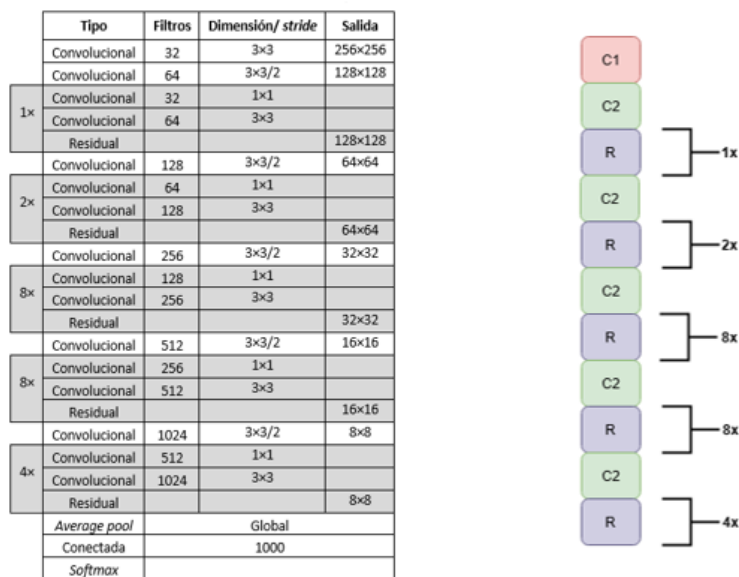 Tipo Filtros Dimensión/ stride Salida
Convolucional 32 3×3 256×256
Convolucional 64 3×3/2 128×128
1×
Convolucional 32 1×1
Convolucional 64 3×3
Residual 128×128
Convolucional 128 3×3/2 64×64
2×
Convolucional 64 1×1
Convolucional 128 3×3
Residual 64×64
Convolucional 256 3×3/2 32×32
8×
Convolucional 128 1×1
Convolucional 256 3×3
Residual 32×32
Convolucional 512 3×3/2 16×16
8×
Convolucional 256 1×1
Convolucional 512 3×3
Residual 16×16
Convolucional 1024 3×3/2 8×8
4×
Convolucional 512 1×1
Convolucional 1024 3×3
Residual 8×8
Average pool Global
Conectada 1000
Softmax
C1
C2
R 1x
C2
R 2x
C2
R 8x
C2
R 8x
C2
R 4x